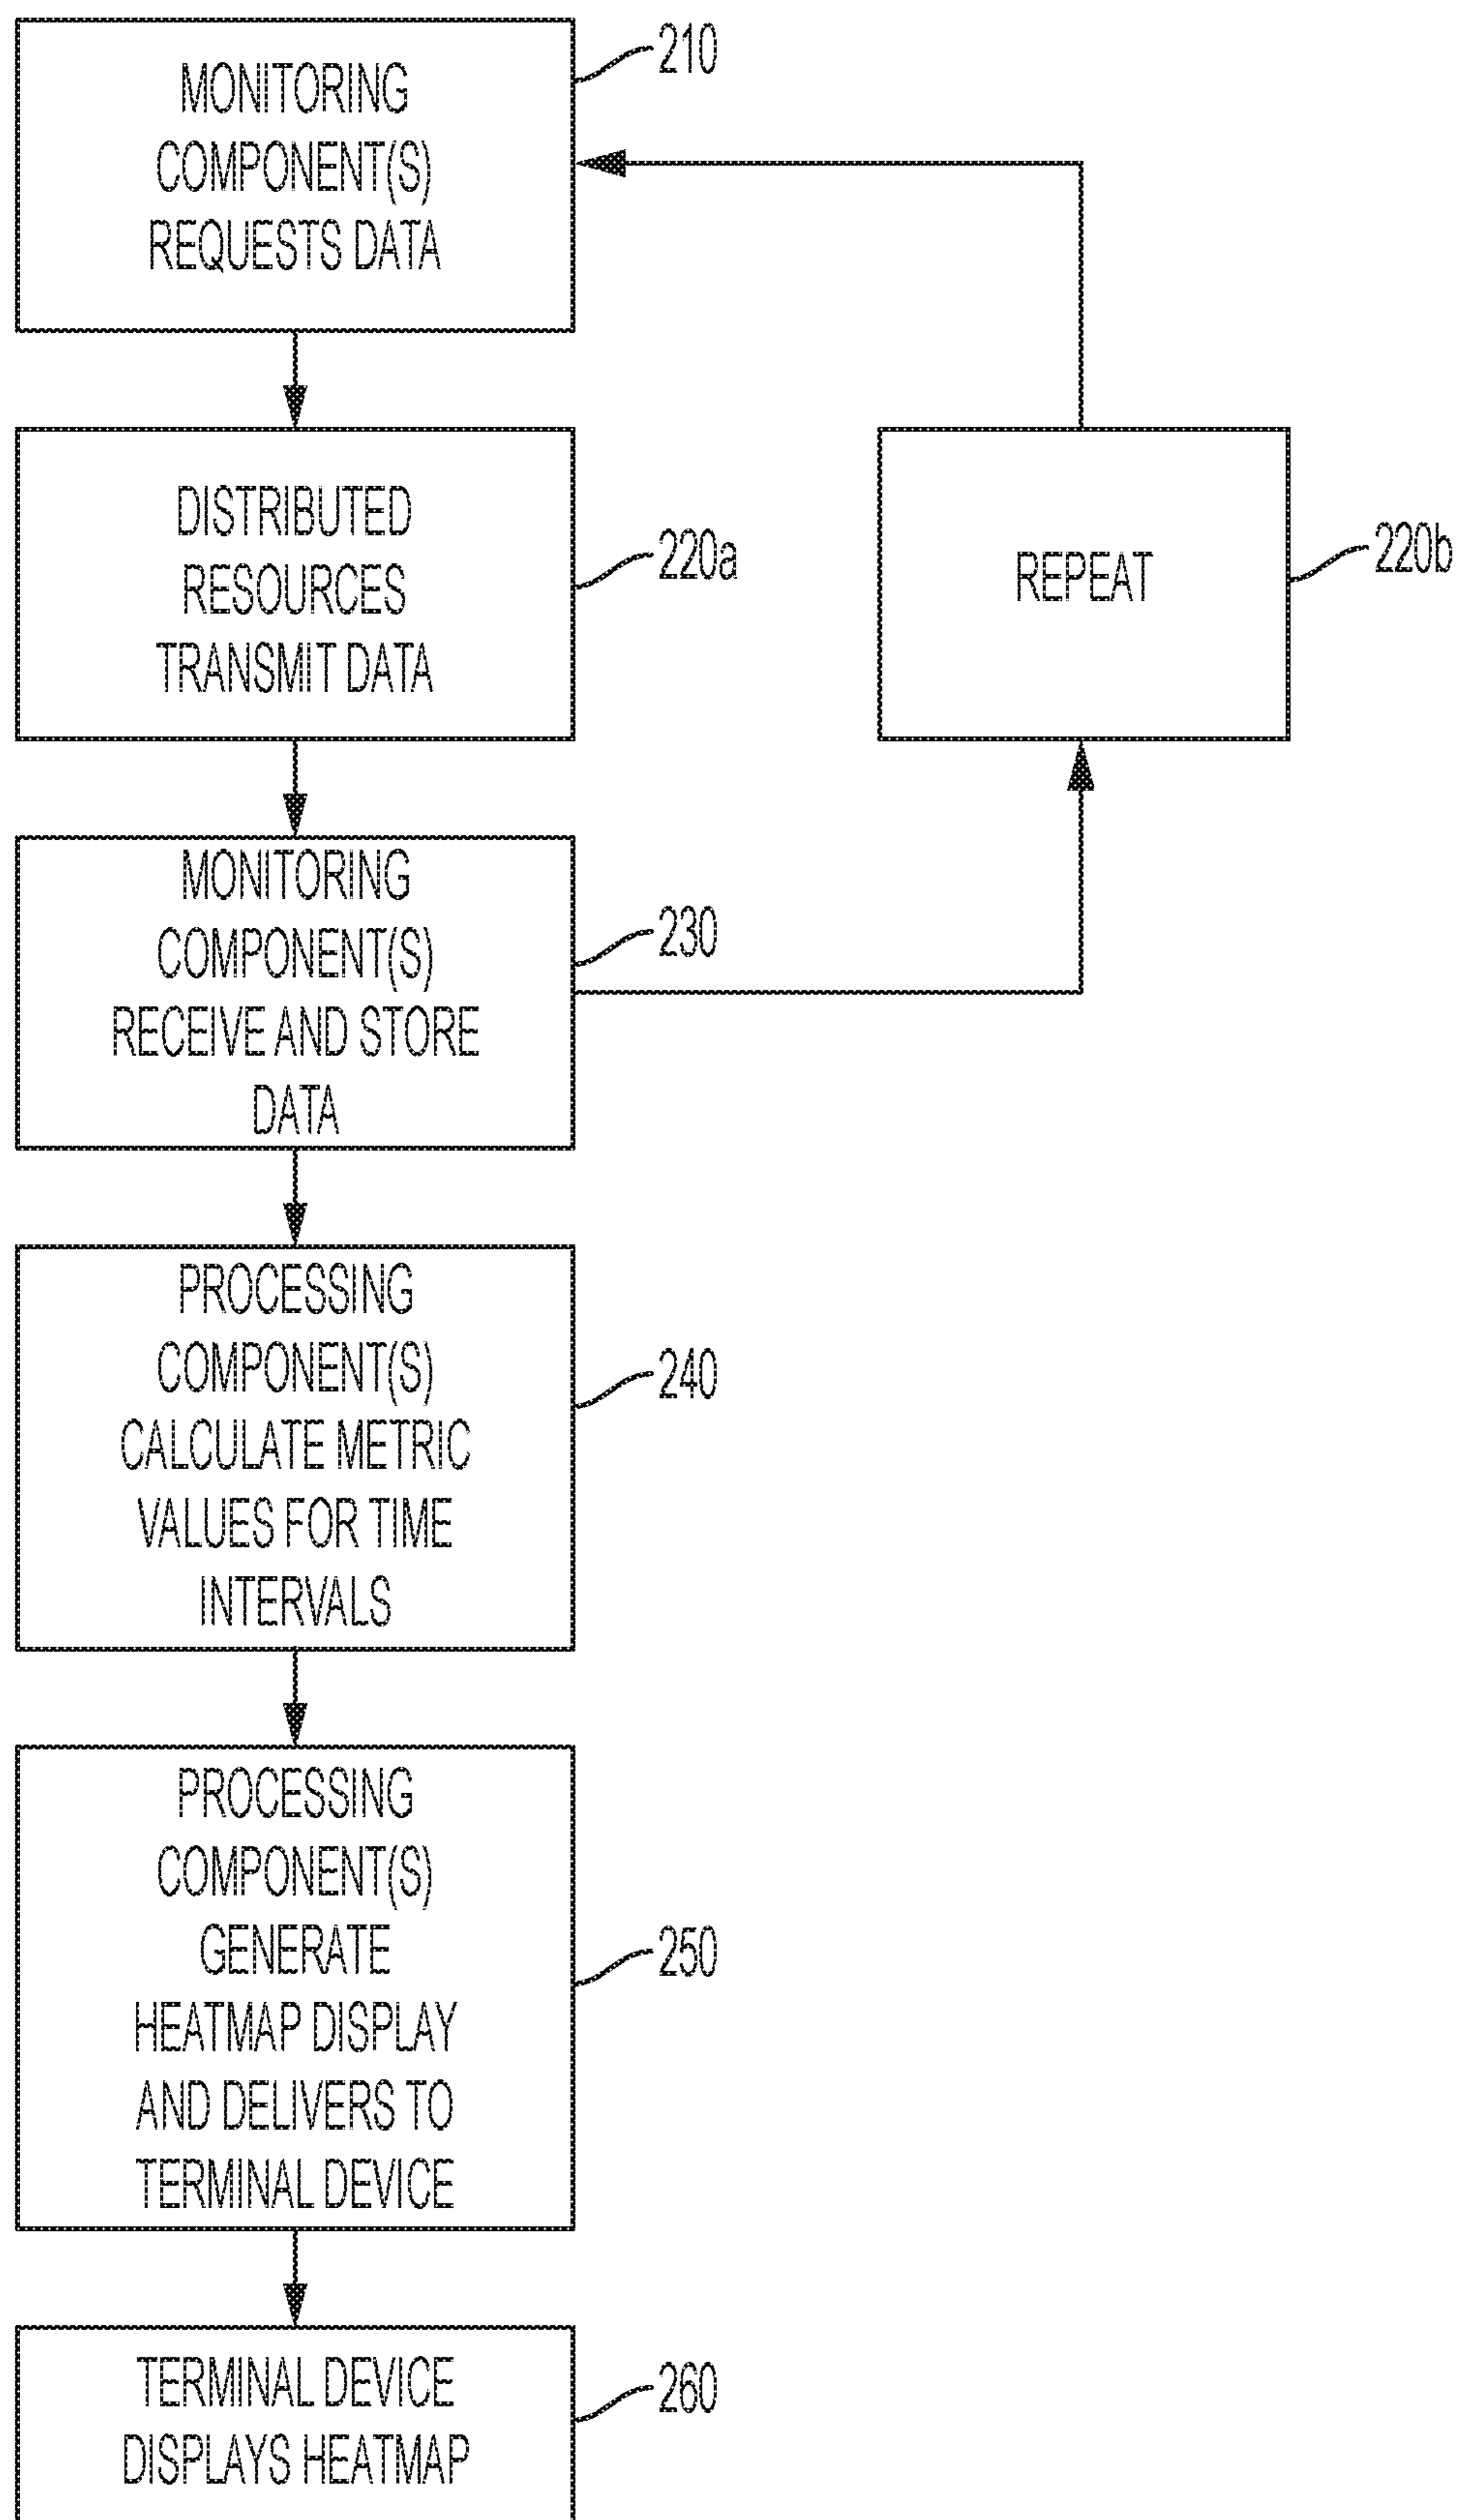 MONITORING
COMPONENT(S)
REQUESTS DATA
210
DISTRIBUTED
RESOURCES
TRANSMIT DATA
220a
REPEAT
220b
MONITORING
COMPONENT(S)
RECEIVE AND STORE
DATA
230
PROCESSING
COMPONENT(S)
CALCULATE METRIC
VALUES FOR TIME
INTERVALS
240
PROCESSING
COMPONENT(S)
GENERATE
HEATMAP DISPLAY
AND DELIVERS TO
TERMINAL DEVICE
250
TERMINAL DEVICE
DISPLAYS HEATMAP
260